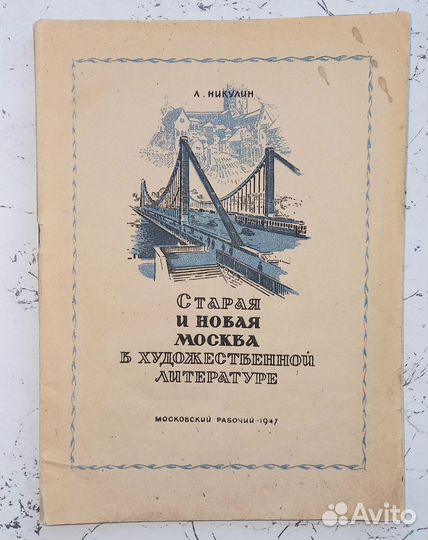 Л. НИКУЛИН
СТАРАЯ
И НОВАЯ
МОСКВА
В ХУДОЖЕСТВЕННОЙ
ЛИТЕРАТУРЕ
МОСКОВСКИЙ РАБОЧИЙ · 1947
Avito